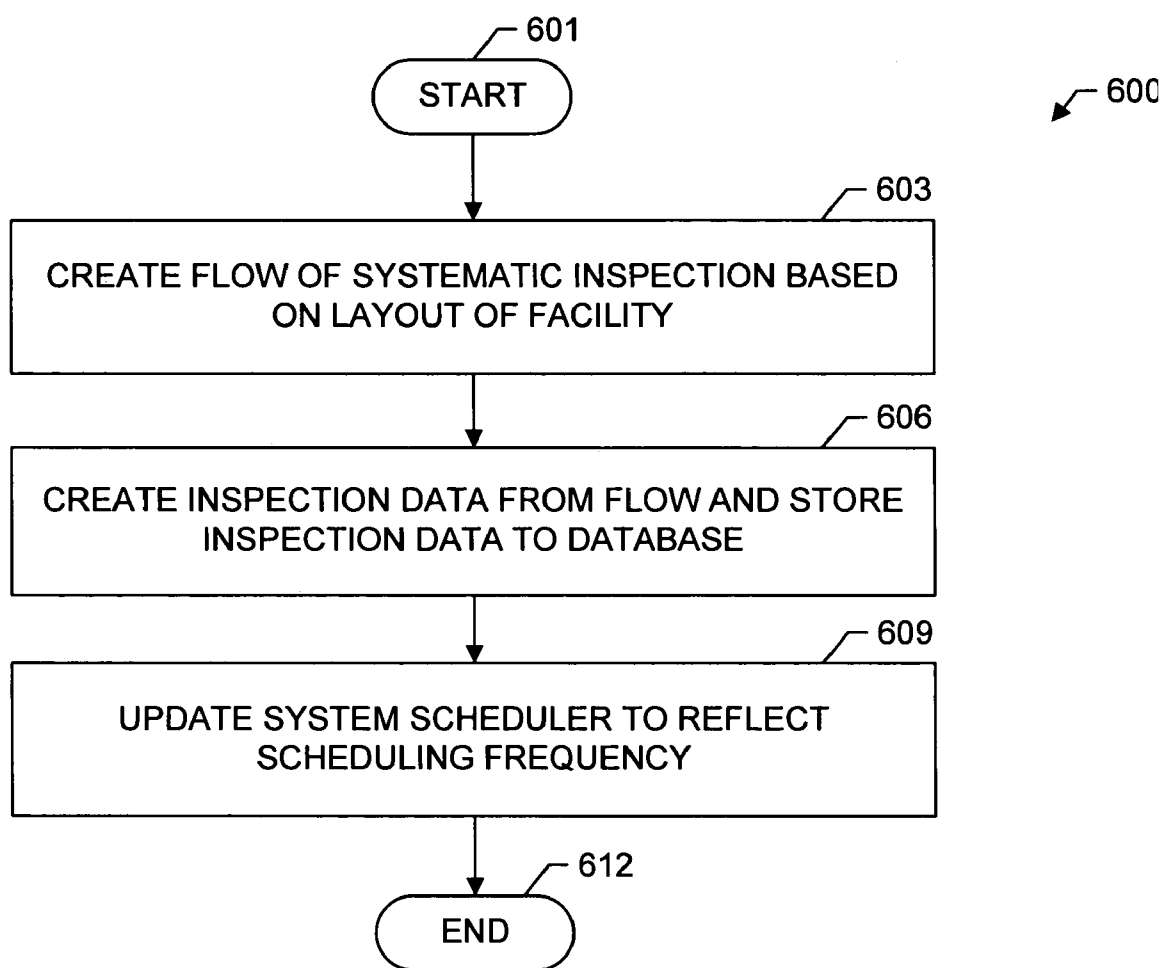 601
START
600
603
CREATE FLOW OF SYSTEMATIC INSPECTION BASED
ON LAYOUT OF FACILITY
606
CREATE INSPECTION DATA FROM FLOW AND STORE
INSPECTION DATA TO DATABASE
609
UPDATE SYSTEM SCHEDULER TO REFLECT
SCHEDULING FREQUENCY
612
END